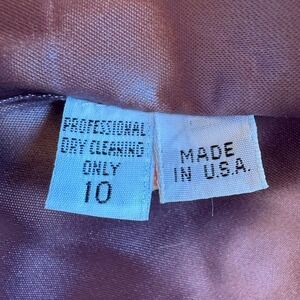 PROFESSIONAL
DRY CLEANING
ONLY
10
MADE
IN U.S.A.